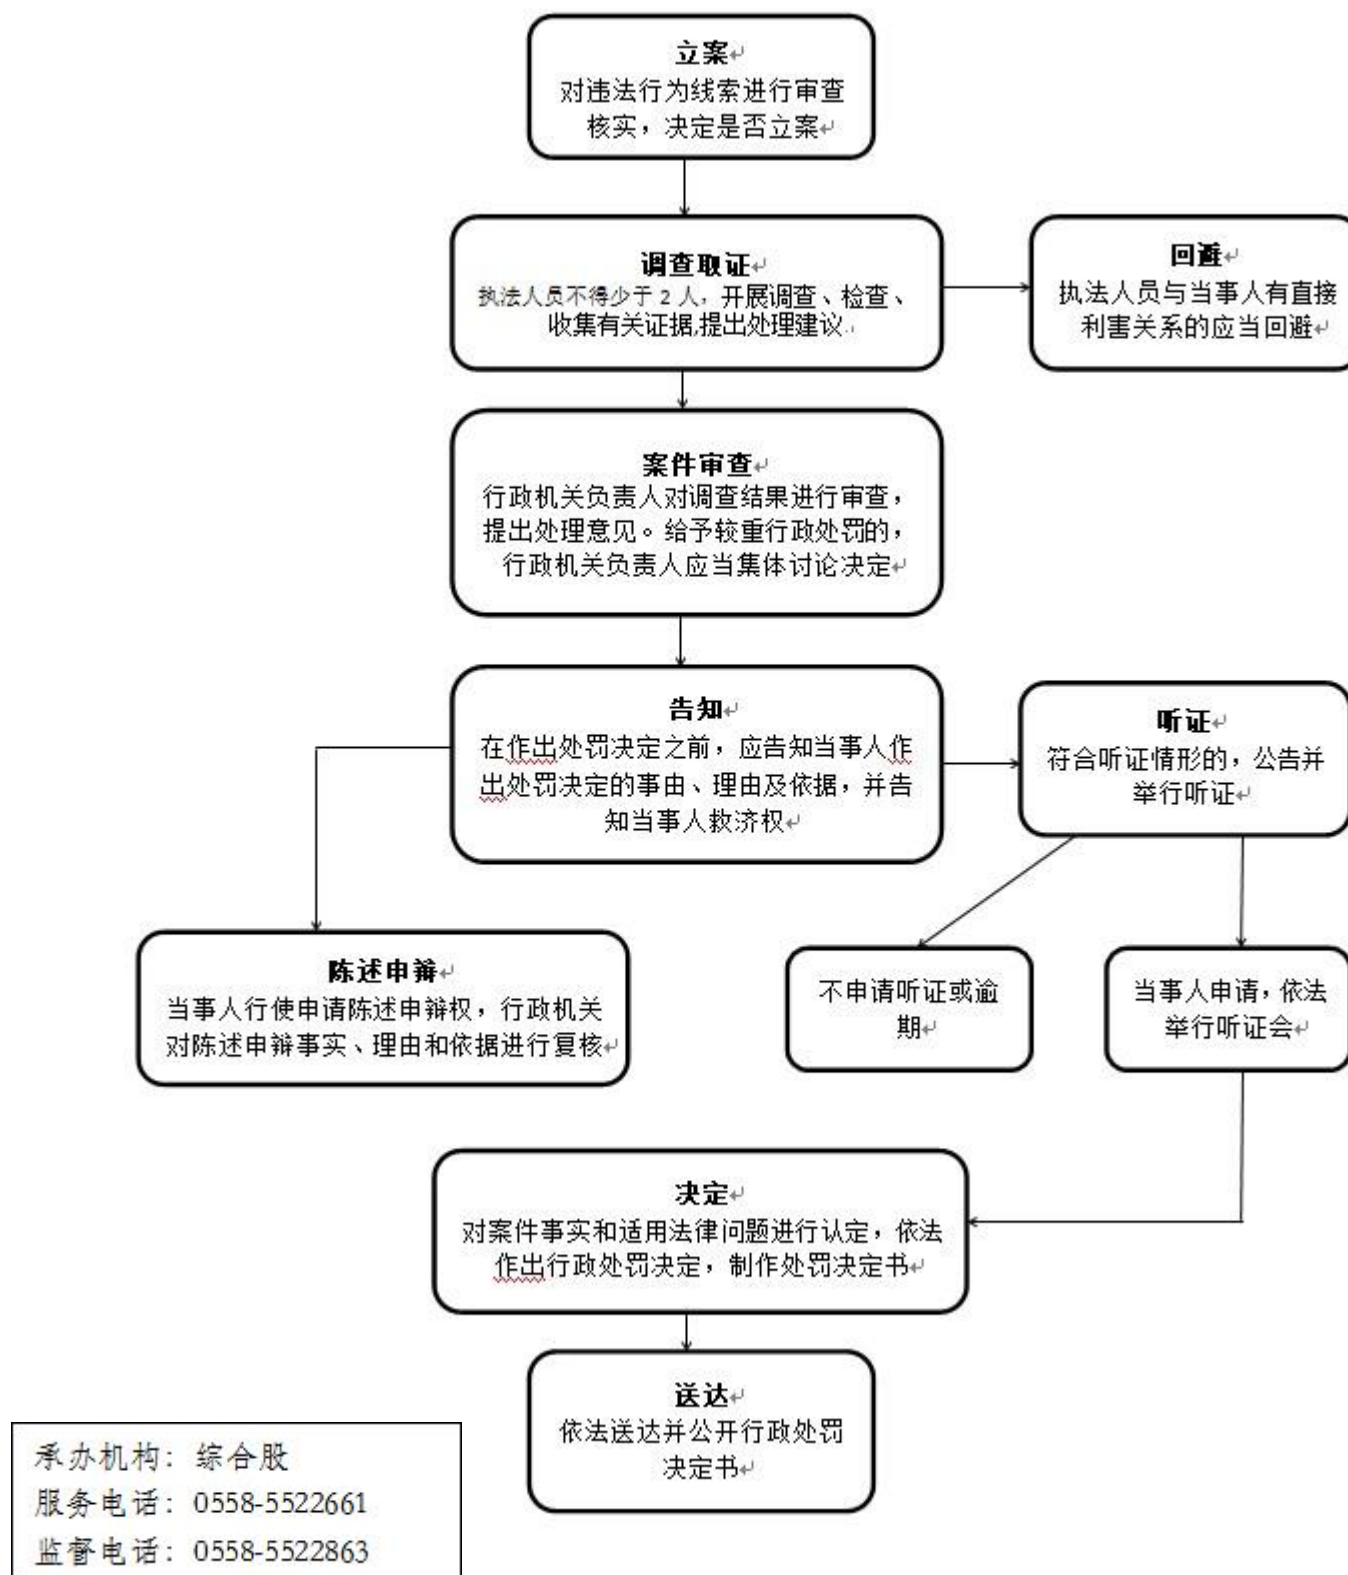 立案
对违法行为线索进行审查
核实，决定是否立案
调查取证
执法人员不得少于 2 人，开展调查、检查、
收集有关证据,提出处理建议.
回避
执法人员与当事人有直接
利害关系的应当回避
案件审查
行政机关负责人对调查结果进行审查，
提出处理意见。给予较重行政处罚的，
行政机关负责人应当集体讨论决定
告知
在作出处罚决定之前，应告知当事人作
出处罚决定的事由、理由及依据，并告
知当事人救济权
听证
符合听证情形的，公告并
举行听证
陈述申辩
当事人行使申请陈述申辩权，行政机关
对陈述申辩事实、理由和依据进行复核
不申请听证或逾
期
当事人申请，依法
举行听证会
决定
对案件事实和适用法律问题进行认定，依法
作出行政处罚决定，制作处罚决定书
送达
依法送达并公开行政处罚
决定书
承办机构：综合股
服务电话：0558-5522661
监督电话：0558-5522863